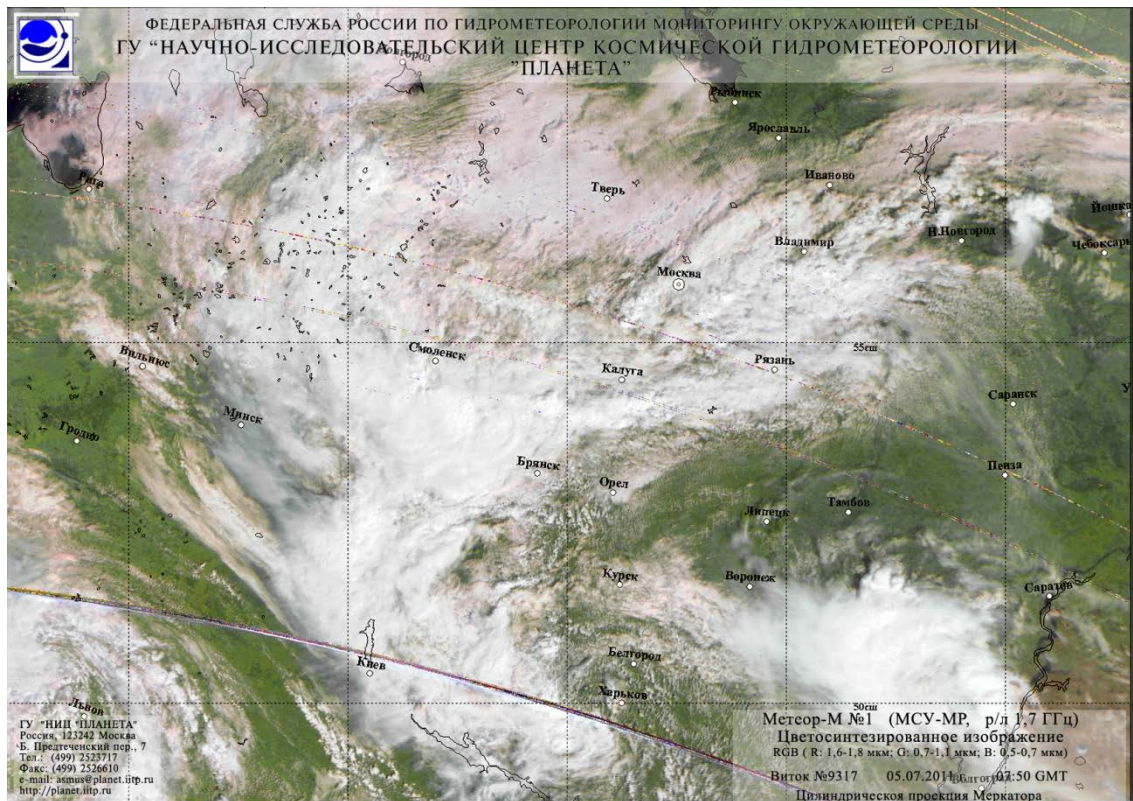 ФЕДЕРАЛЬНАЯ СЛУЖБА РОССИИ ПО ГИДРОМЕТЕОРОЛОГИИ МОНИТОРИНГУ ОКРУЖАЮЩЕЙ СРЕДЫ
ГУ "НАУЧНО-ИССЛЕДОВАТЕЛЬСКИЙ ЦЕНТР КОСМИЧЕСКОЙ ГИДРОМЕТЕОРОЛОГИИ
"ПЛАНЕТА"
Рыбинск
Ярославль
Рига
Тверь
Иваново
Йошка
Н.Новгород
Владимир
Чебоксары
Москва
55сш
Вильнюс
Смоленск
Калуга
Рязань
Саранск
У
Минск
Гродно
Брянск
Пенза
Орел
Липецк
Тамбов
Курск
Воронеж
Саратов
Киев
Белгород
Харьков
Львов
50сш
ГУ "НИЦ "ПЛАНЕТА"
Россия, 123242 Москва
Б. Предтеченский пер., 7
Тел.: (499) 2523717
Факс: (499) 2526610
e-mail: asmus@planet.iitp.ru
http://planet.iitp.ru
Метеор-М №1 (МСУ-МР, р/л 1,7 ГГц)
Цветосинтезированное изображение
RGB ( R: 1,6-1,8 мкм; G: 0,7-1,1 мкм; B: 0,5-0,7 мкм)
Виток №9317 05.07.2011 07:50 GMT
Цилиндрическая проекция Меркатора